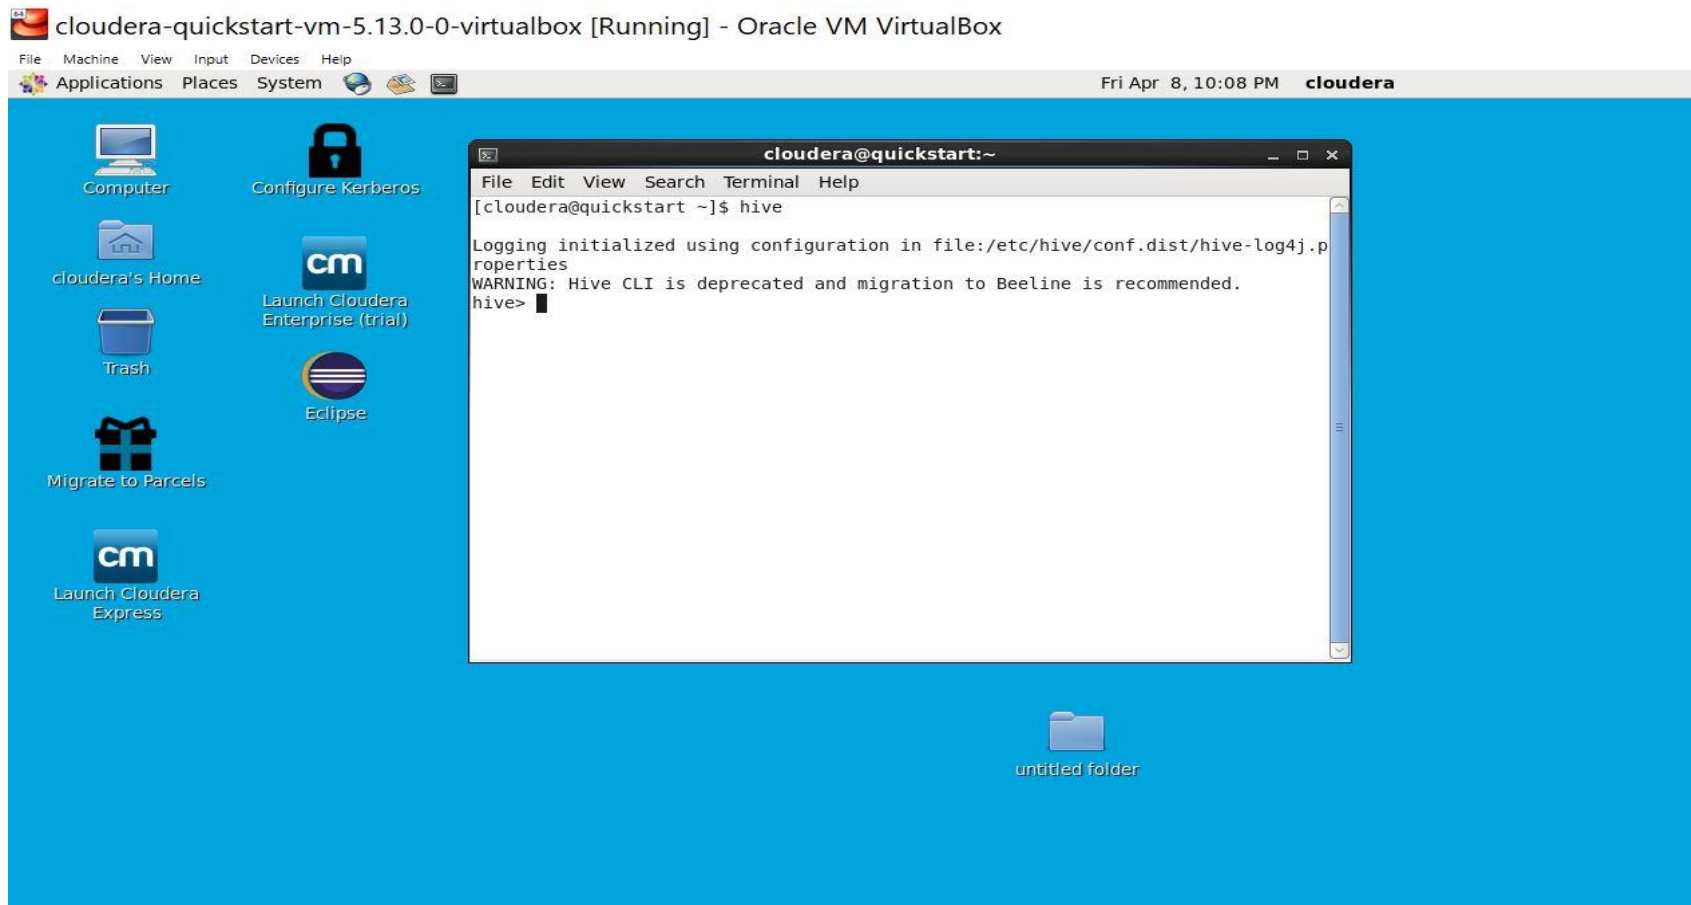 64
cloudera-quickstart-vm-5.13.0-0-virtualbox [Running] - Oracle VM VirtualBox
File Machine View Input Devices Help
Applications Places System Fri Apr 8, 10:08 PM cloudera
Computer
Configure Kerberos
cloudera's Home
cm
Launch Cloudera
Enterprise (trial)
Trash
Eclipse
Migrate to Parcels
cm
Launch Cloudera
Express
cloudera@quickstart:~
File Edit View Search Terminal Help
[cloudera@quickstart ~]$ hive
Logging initialized using configuration in file:/etc/hive/conf.dist/hive-log4j.p
roperties
WARNING: Hive CLI is deprecated and migration to Beeline is recommended.
hive>
untitled folder